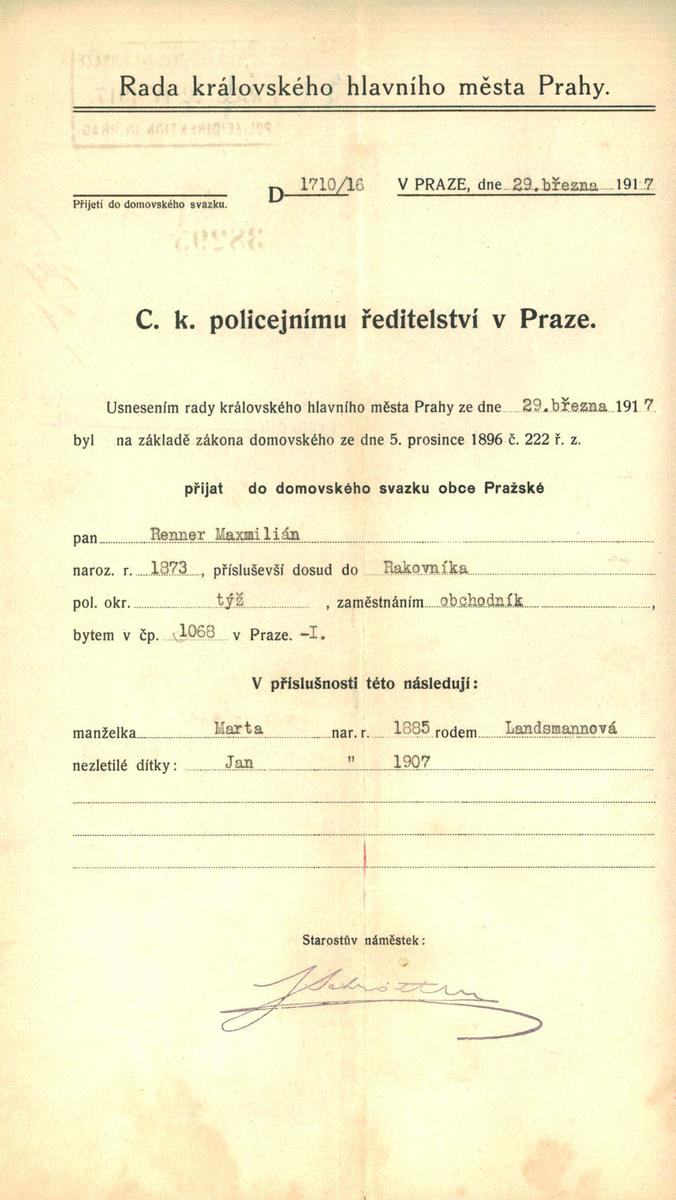 Rada královského hlavního města Prahy.
Přijetí do domovského svazku.
D 1710/16
V PRAZE, dne 29.března 1917
38295
C. k. policejnímu ředitelství v Praze.
Usnesením rady královského hlavního města Prahy ze dne 29.března 1917
byl na základě zákona domovského ze dne 5. prosince 1896 č. 222 ř. z.
přijat do domovského svazku obce Pražské
pan Renner Maxmilián
naroz. r. 1873, přísluševší dosud do Rakovníka
pol. okr. týž, zaměstnáním obchodník,
bytem v čp. 1068 v Praze. -I.
V příslušnosti této následují:
manželka Marta nar. r. 1885 rodem Landsmannová
nezletilé dítky: Jan " 1907
Starostův náměstek: